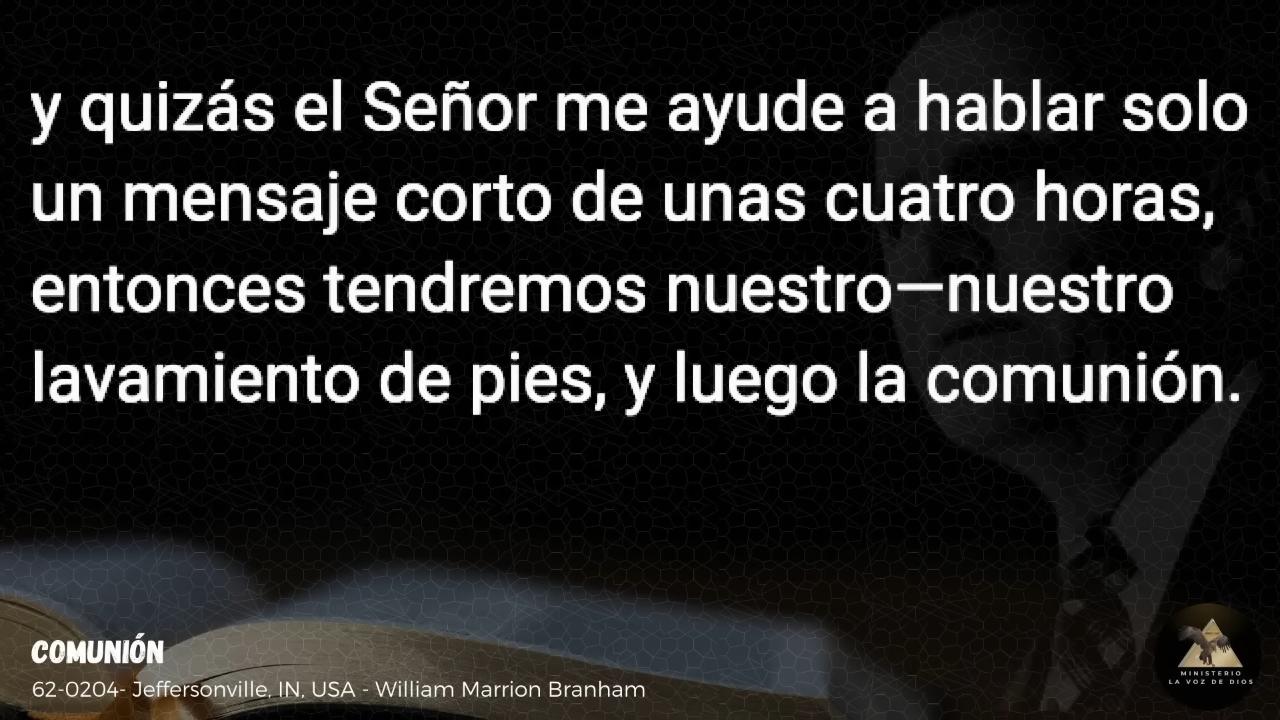 y quizás el Señor me ayude a hablar solo
un mensaje corto de unas cuatro horas,
entonces tendremos nuestro—nuestro
lavamiento de pies, y luego la comunión.
COMUNIÓN
62-0204- Jeffersonville, IN, USA - William Marrion Branham
MINISTERIO
LA VOZ DE DIOS